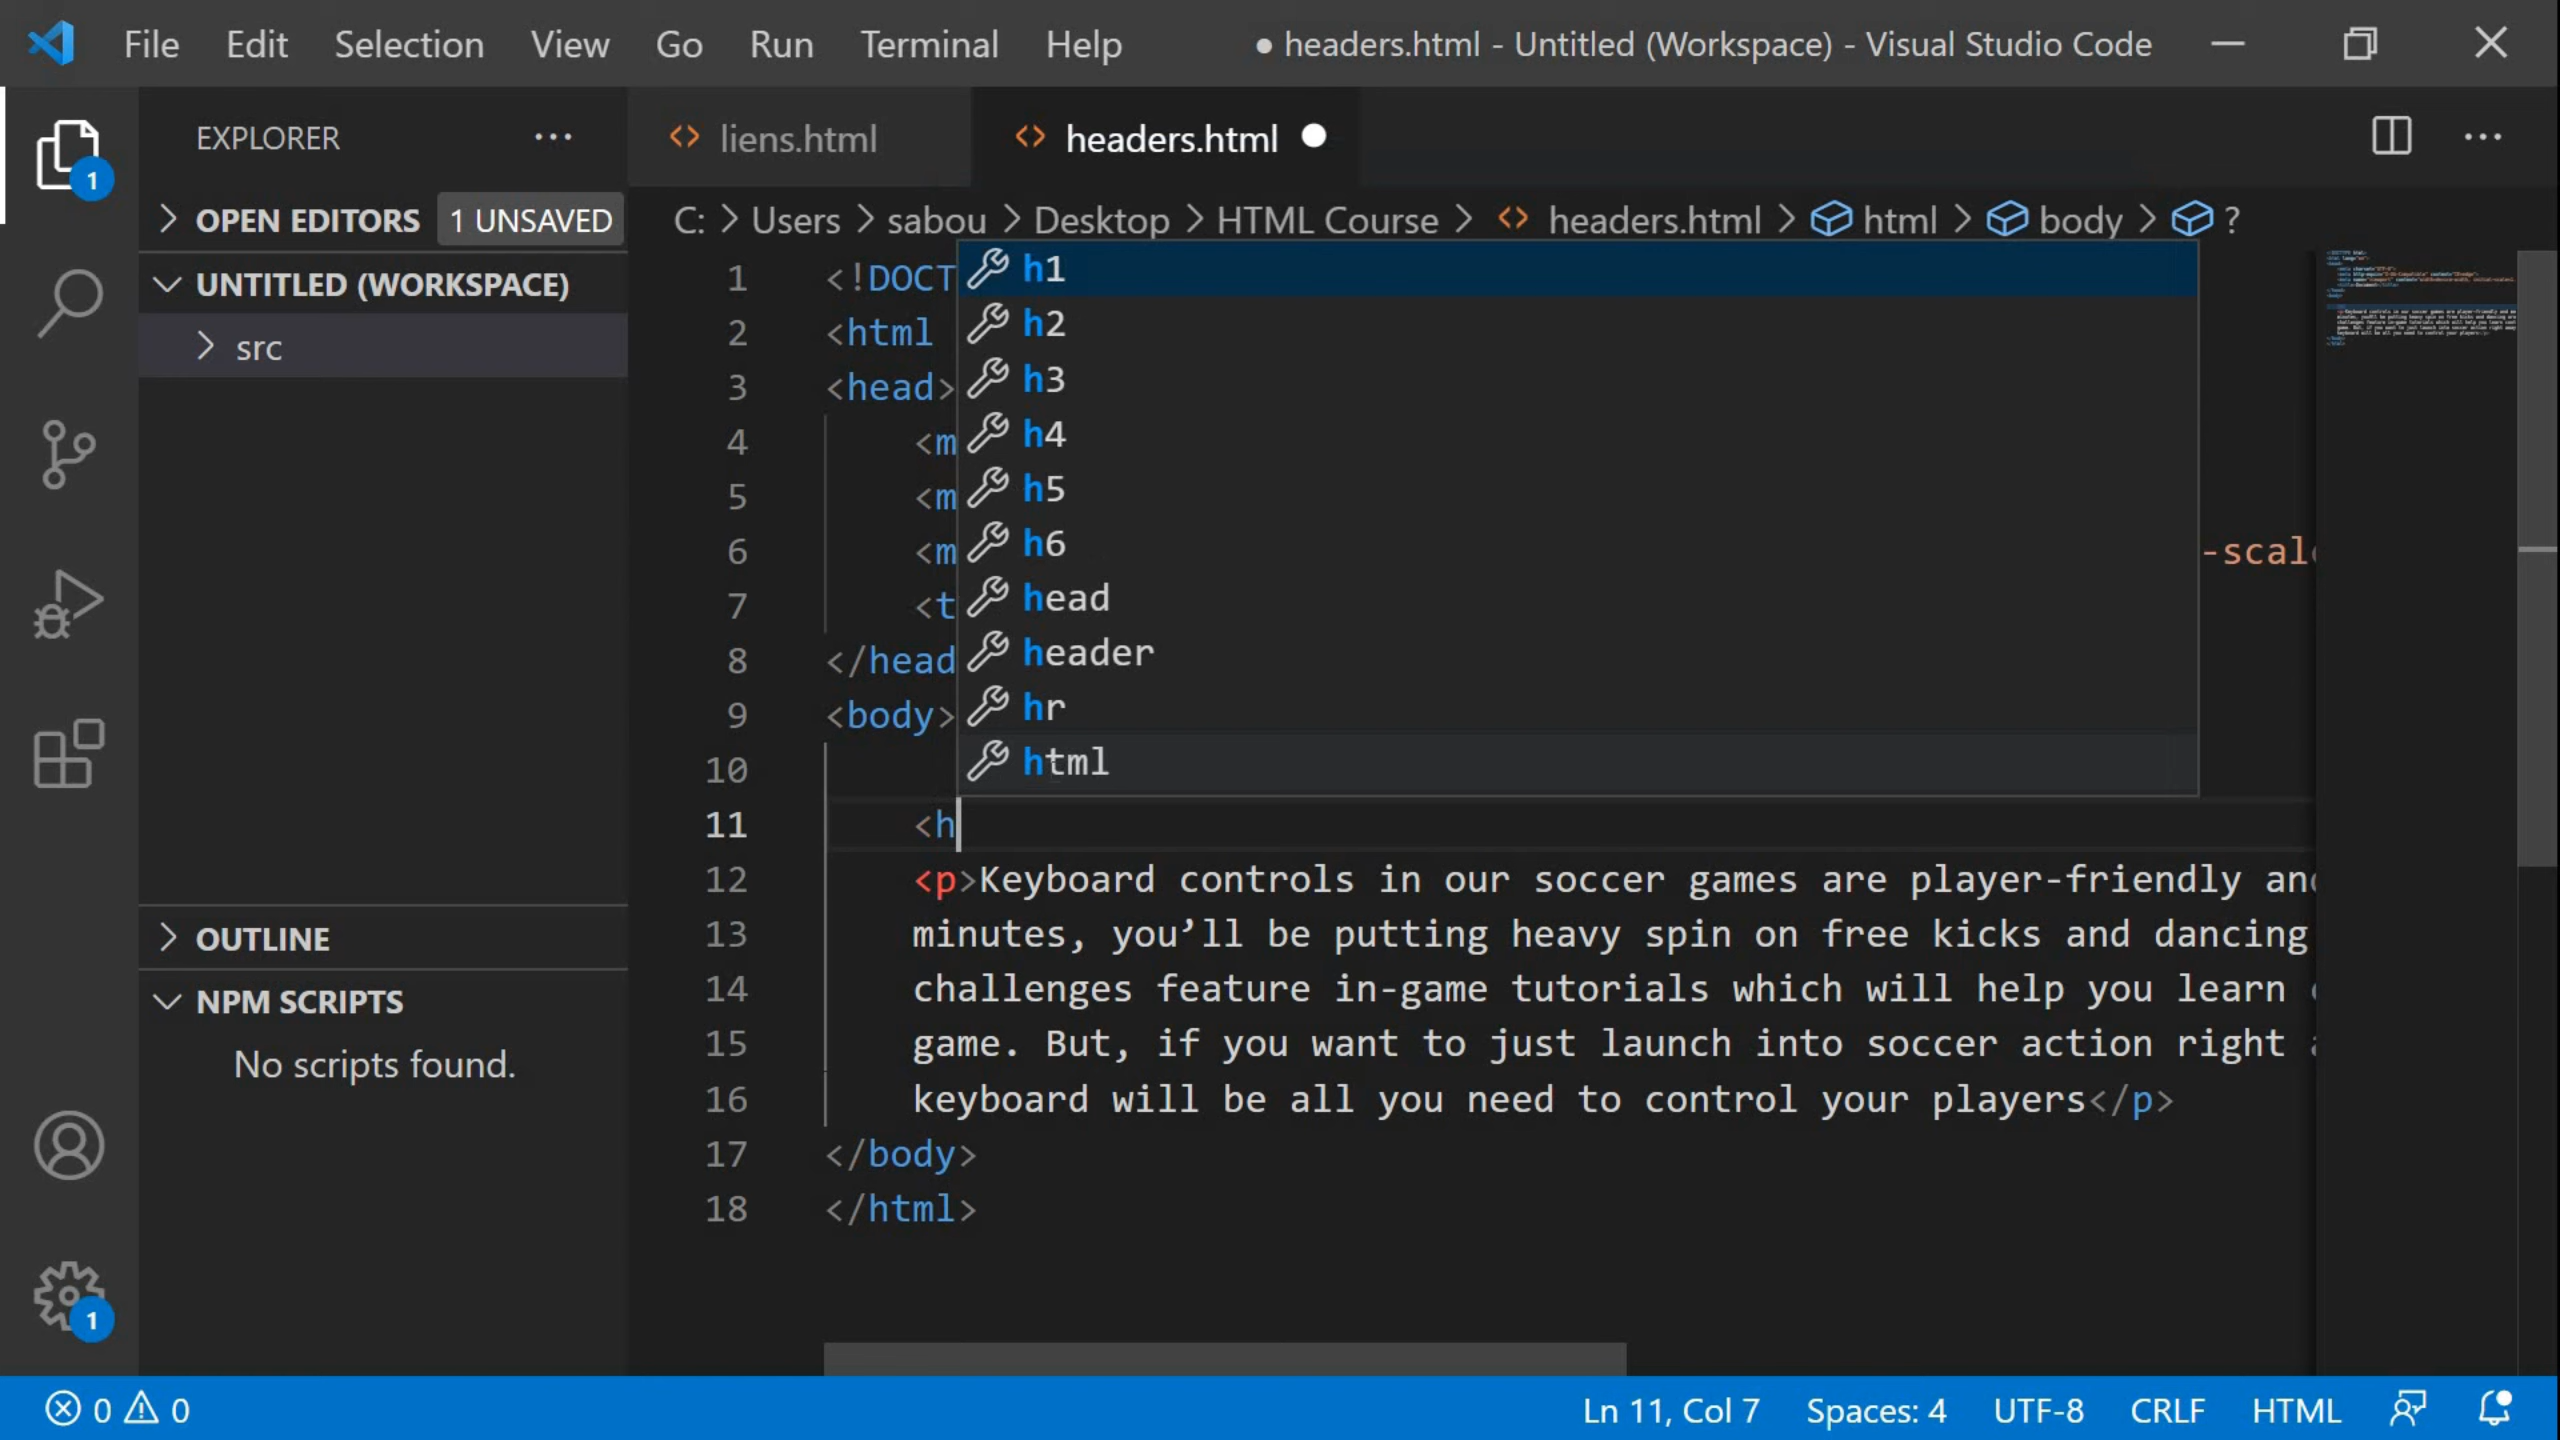 File Edit Selection View Go Run Terminal Help ● headers.html - Untitled (Workspace) - Visual Studio Code
EXPLORER
OPEN EDITORS 1 UNSAVED
UNTITLED (WORKSPACE)
src
OUTLINE
NPM SCRIPTS
No scripts found.
1
1
liens.html headers.html
C: > Users > sabou > Desktop > HTML Course > headers.html > html > body > ?
1 <!DOCT
2 <html
3 <head>
4 <m
5 <m
6 <m -scal
7 <t
8 </head
9 <body>
10
h1
h2
h3
h4
h5
h6
head
header
hr
html
11 <h
12 <p>Keyboard controls in our soccer games are player-friendly an
13 minutes, you’ll be putting heavy spin on free kicks and dancing
14 challenges feature in-game tutorials which will help you learn
15 game. But, if you want to just launch into soccer action right
16 keyboard will be all you need to control your players</p>
17 </body>
18 </html>
0 0 Ln 11, Col 7 Spaces: 4 UTF-8 CRLF HTML